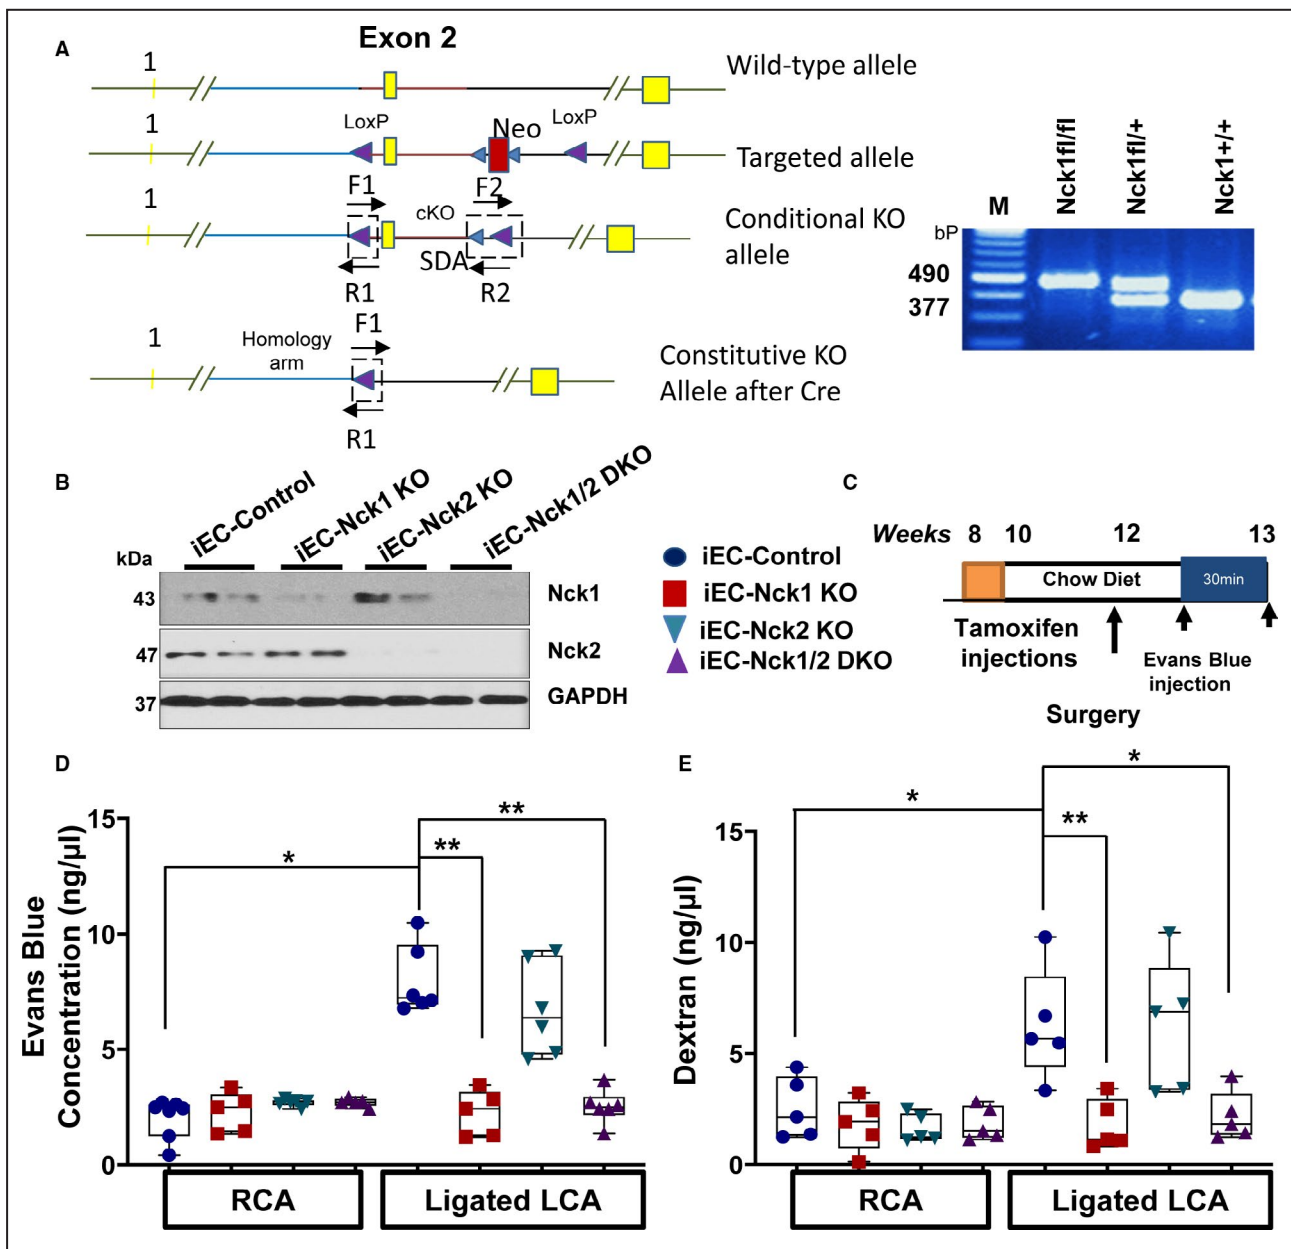 A
Exon 2
1
Wild-type allele
1
LoxP
Neo
LoxP
Targeted allele
F1
F2
1
cKO
SDA
R1
R2
Conditional KO
allele
F1
1
Homology
arm
R1
Constitutive KO
Allele after Cre
M
Nck1fl/fl
Nck1fl/+
Nck1+/+
bP
490
377
B
iEC-Control
iEC-Nck1 KO
iEC-Nck2 KO
iEC-Nck1/2 DKO
kDa
43
Nck1
47
Nck2
37
GAPDH
iEC-Control
iEC-Nck1 KO
iEC-Nck2 KO
iEC-Nck1/2 DKO
C
Weeks 8 10 12 13
Chow Diet
30min
Tamoxifen
injections
Evans Blue
injection
Surgery
D
Evans Blue
Concentration (ng/µl)
15
10
5
0
*
**
**
RCA
Ligated LCA
E
Dextran (ng/µl)
15
10
5
0
*
**
*
RCA
Ligated LCA